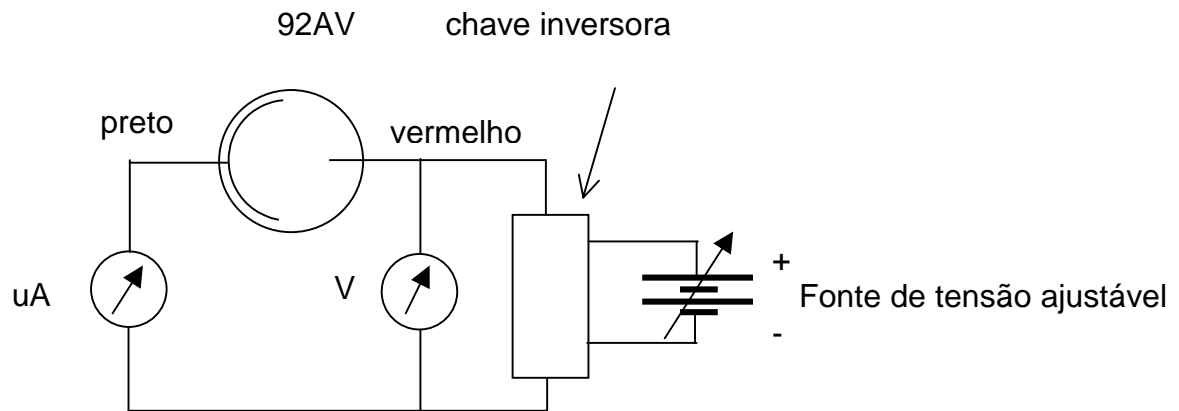 92AV chave inversora
preto
vermelho
uA
V
+
Fonte de tensão ajustável
-